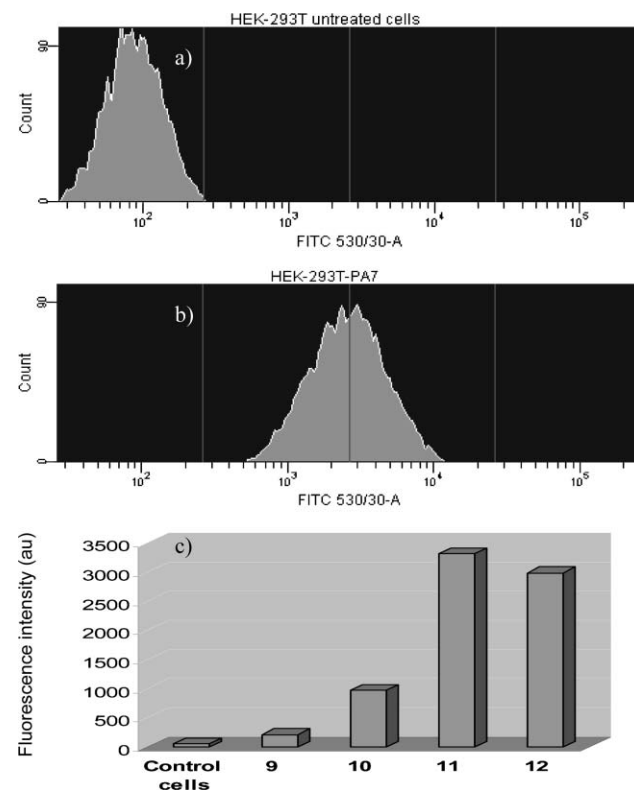 HEK-293T untreated cells
a)
90
Count
0
10² 10³ 10⁴ 10⁵
FITC 530/30-A
HEK-293T-PA7
b)
90
Count
0
10² 10³ 10⁴ 10⁵
FITC 530/30-A
c)
Fluorescence intensity (au)
3500
3000
2500
2000
1500
1000
500
0
Control cells 9 10 11 12